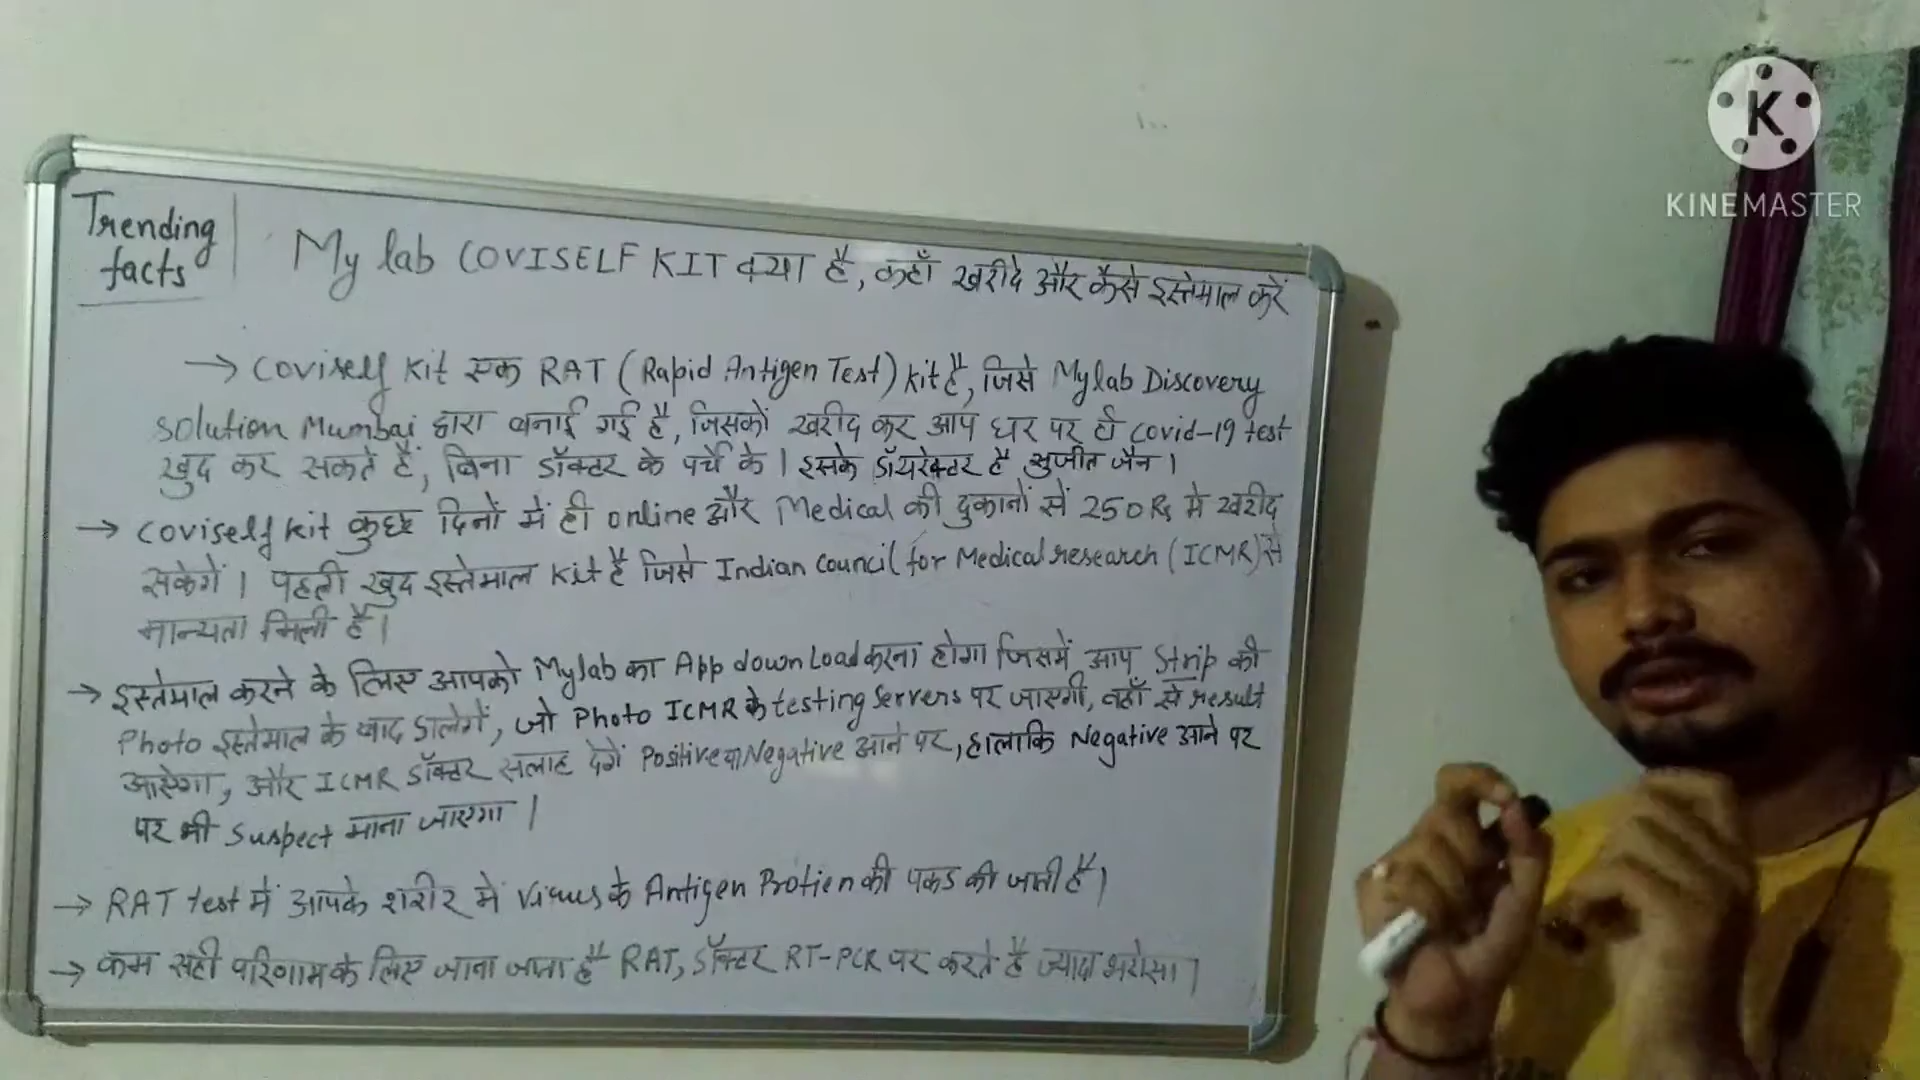 Trending
facts
My lab COVISELF KIT क्या है, कहाँ खरीदे और कैसे इस्तेमाल करें
→ Coviself Kit एक RAT (Rapid Antigen Test) Kit है, जिसे Mylab Discovery
solution Mumbai द्वारा बनाई गई है, जिसको खरीद कर आप घर पर ही covid-19 test
खुद कर सकते हैं, बिना डॉक्टर के पर्चे के। इसके डॉयरेक्टर है सुजीत जैन।
→ coviself kit कुछ दिनों में ही online और Medical की दुकानों से 250 Rs मे खरीद
सकेगें। पहली खुद इस्तेमाल Kit है जिसे Indian Council for Medical research (ICMR) से
मान्यता मिली है।
→ इस्तेमाल करने के लिए आपको Mylab का App downLoad करना होगा जिसमें आप Strip की
Photo इस्तेमाल के बाद डालेगें, जो Photo ICMR के testing Servers पर जाएगी, वहाँ से result
आऐगा, और ICMR डॉक्टर सलाह देगें Positive या Negative आने पर, हालाकि Negative आने पर
पर भी Suspect माना जाएगा।
→ RAT test में आपके शरीर में Virus के Antigen Protien की पकड की जाती है।
→ कम सही परिणाम के लिए जाना जाता है RAT, डॉक्टर RT-PCR पर करते है ज्यादा भरोसा।
K
KINEMASTER